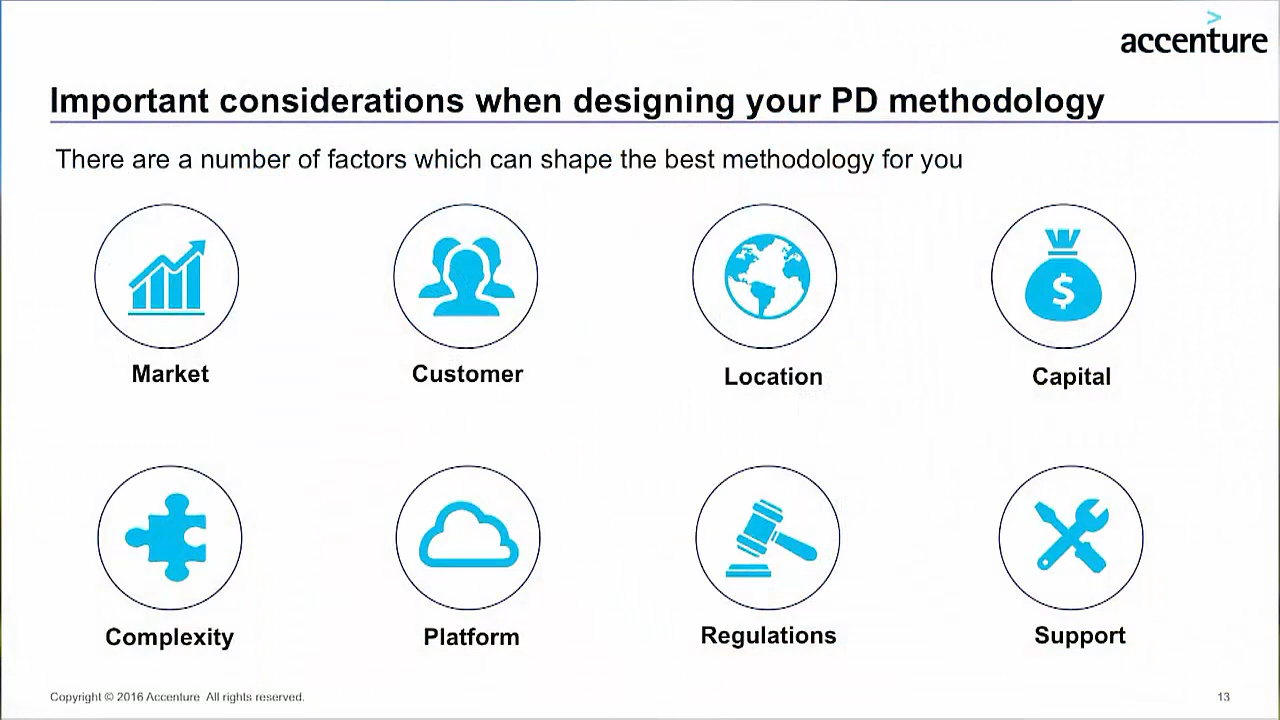 >
accenture
Important considerations when designing your PD methodology
There are a number of factors which can shape the best methodology for you
$
Market
Customer
Location
Capital
Complexity
Platform
Regulations
Support
Copyright © 2016 Accenture All rights reserved.
13